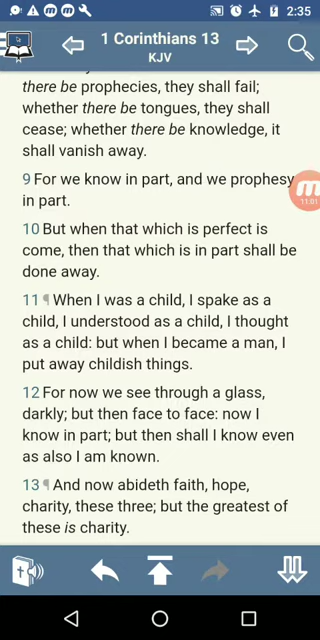 2:35
1 Corinthians 13
KJV
there be prophecies, they shall fail;
whether there be tongues, they shall
cease; whether there be knowledge, it
shall vanish away.
9 For we know in part, and we prophesy
in part.
10 But when that which is perfect is
come, then that which is in part shall be
done away.
11 ¶ When I was a child, I spake as a
child, I understood as a child, I thought
as a child: but when I became a man, I
put away childish things.
12 For now we see through a glass,
darkly; but then face to face: now I
know in part; but then shall I know even
as also I am known.
13 ¶ And now abideth faith, hope,
charity, these three; but the greatest of
these is charity.
11:01